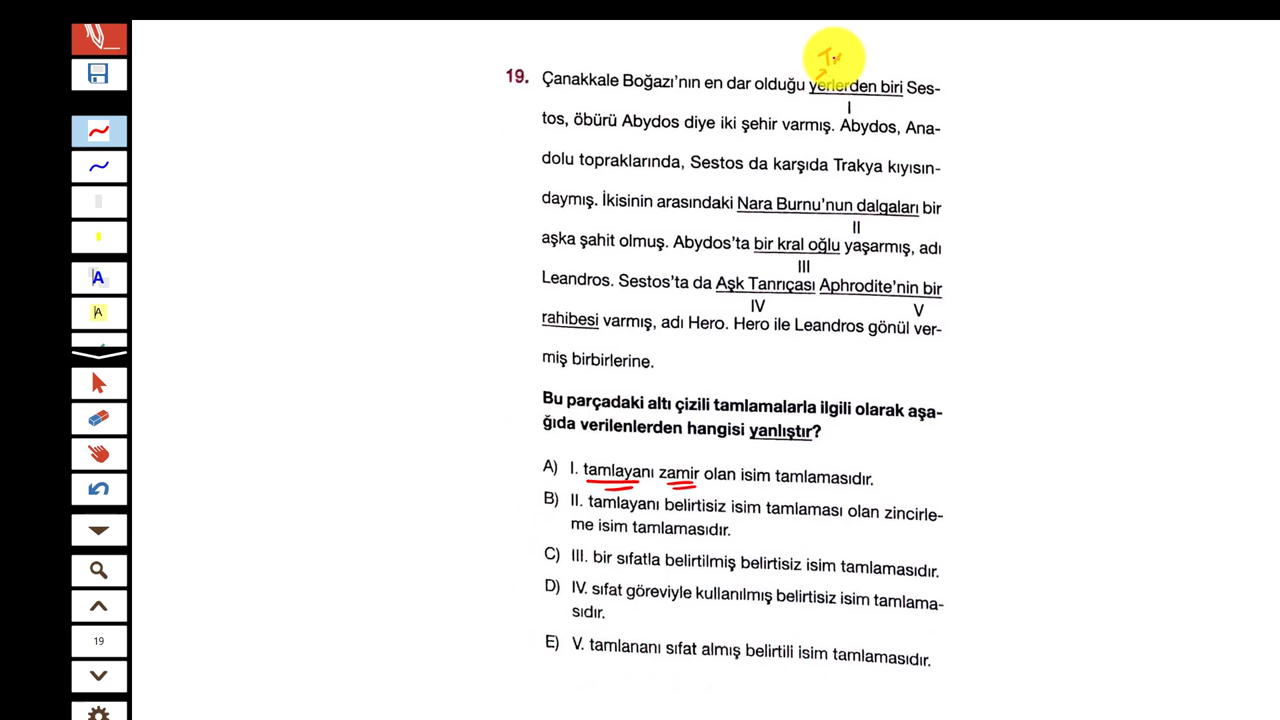 19. Çanakkale Boğazı'nın en dar olduğu yerlerden biri Ses-
I
tos, öbürü Abydos diye iki şehir varmış. Abydos, Ana-
dolu topraklarında, Sestos da karşıda Trakya kıyısın-
daymış. İkisinin arasındaki Nara Burnu'nun dalgaları bir
II
aşka şahit olmuş. Abydos'ta bir kral oğlu yaşarmış, adı
III
Leandros. Sestos'ta da Aşk Tanrıçası Aphrodite'nin bir
IV V
rahibesi varmış, adı Hero. Hero ile Leandros gönül ver-
miş birbirlerine.
Bu parçadaki altı çizili tamlamalarla ilgili olarak aşa-
ğıda verilenlerden hangisi yanlıştır?
A) I. tamlayanı zamir olan isim tamlamasıdır.
B) II. tamlayanı belirtisiz isim tamlaması olan zincirle-
me isim tamlamasıdır.
C) III. bir sıfatla belirtilmiş belirtisiz isim tamlamasıdır.
D) IV. sıfat göreviyle kullanılmış belirtisiz isim tamlama-
sıdır.
E) V. tamlananı sıfat almış belirtili isim tamlamasıdır.
A
A
19